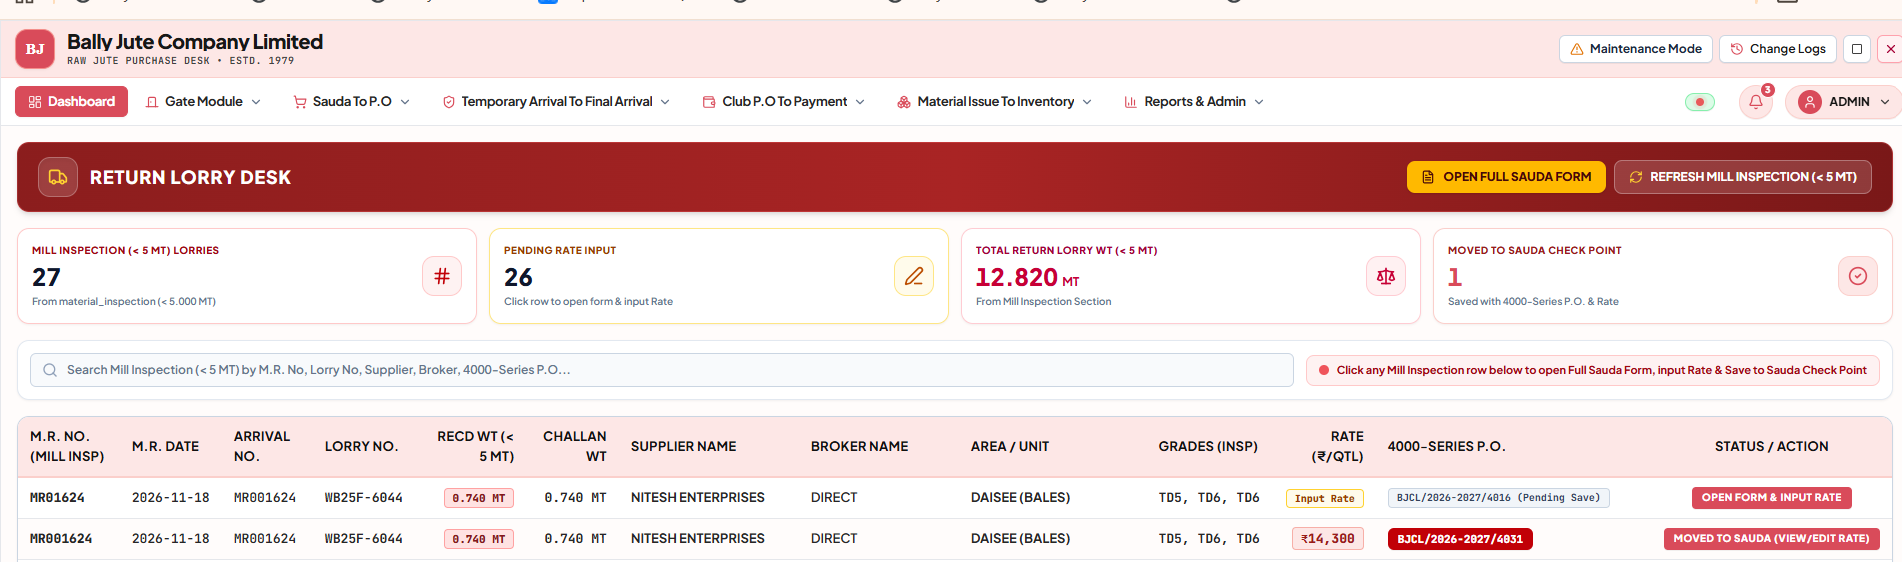 BJ
Bally Jute Company Limited
RAW JUTE PURCHASE DESK • ESTD. 1979
Maintenance Mode
Change Logs
Dashboard
Gate Module
Sauda To P.O
Temporary Arrival To Final Arrival
Club P.O To Payment
Material Issue To Inventory
Reports & Admin
3
ADMIN
RETURN LORRY DESK
OPEN FULL SAUDA FORM
REFRESH MILL INSPECTION (< 5 MT)
MILL INSPECTION (< 5 MT) LORRIES
27
From material_inspection (< 5.000 MT)
PENDING RATE INPUT
26
Click row to open form & input Rate
TOTAL RETURN LORRY WT (< 5 MT)
12.820 MT
From Mill Inspection Section
MOVED TO SAUDA CHECK POINT
1
Saved with 4000-Series P.O. & Rate
Search Mill Inspection (< 5 MT) by M.R. No, Lorry No, Supplier, Broker, 4000-Series P.O...
Click any Mill Inspection row below to open Full Sauda Form, input Rate & Save to Sauda Check Point
M.R. NO. (MILL INSP) M.R. DATE ARRIVAL NO. LORRY NO. RECD WT (< 5 MT) CHALLAN WT SUPPLIER NAME BROKER NAME AREA / UNIT GRADES (INSP) RATE (₹/QTL) 4000-SERIES P.O. STATUS / ACTION
MR01624 2026-11-18 MR001624 WB25F-6044 0.740 MT 0.740 MT NITESH ENTERPRISES DIRECT DAISEE (BALES) TD5, TD6, TD6 Input Rate BJCL/2026-2027/4016 (Pending Save) OPEN FORM & INPUT RATE
MR001624 2026-11-18 MR001624 WB25F-6044 0.740 MT 0.740 MT NITESH ENTERPRISES DIRECT DAISEE (BALES) TD5, TD6, TD6 ₹14,300 BJCL/2026-2027/4031 MOVED TO SAUDA (VIEW/EDIT RATE)